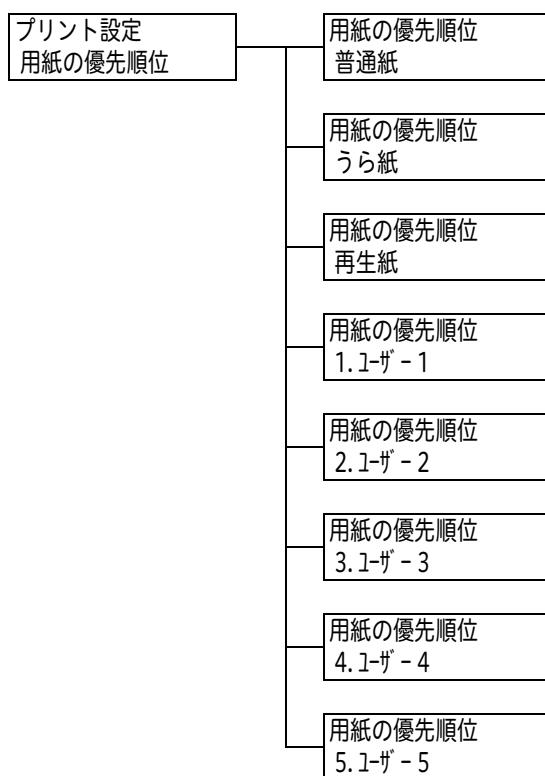 プリント設定
用紙の優先順位
用紙の優先順位
普通紙
用紙の優先順位
うら紙
用紙の優先順位
再生紙
用紙の優先順位
1.ﾕｰｻﾞｰ1
用紙の優先順位
2.ﾕｰｻﾞｰ2
用紙の優先順位
3.ﾕｰｻﾞｰ3
用紙の優先順位
4.ﾕｰｻﾞｰ4
用紙の優先順位
5.ﾕｰｻﾞｰ5